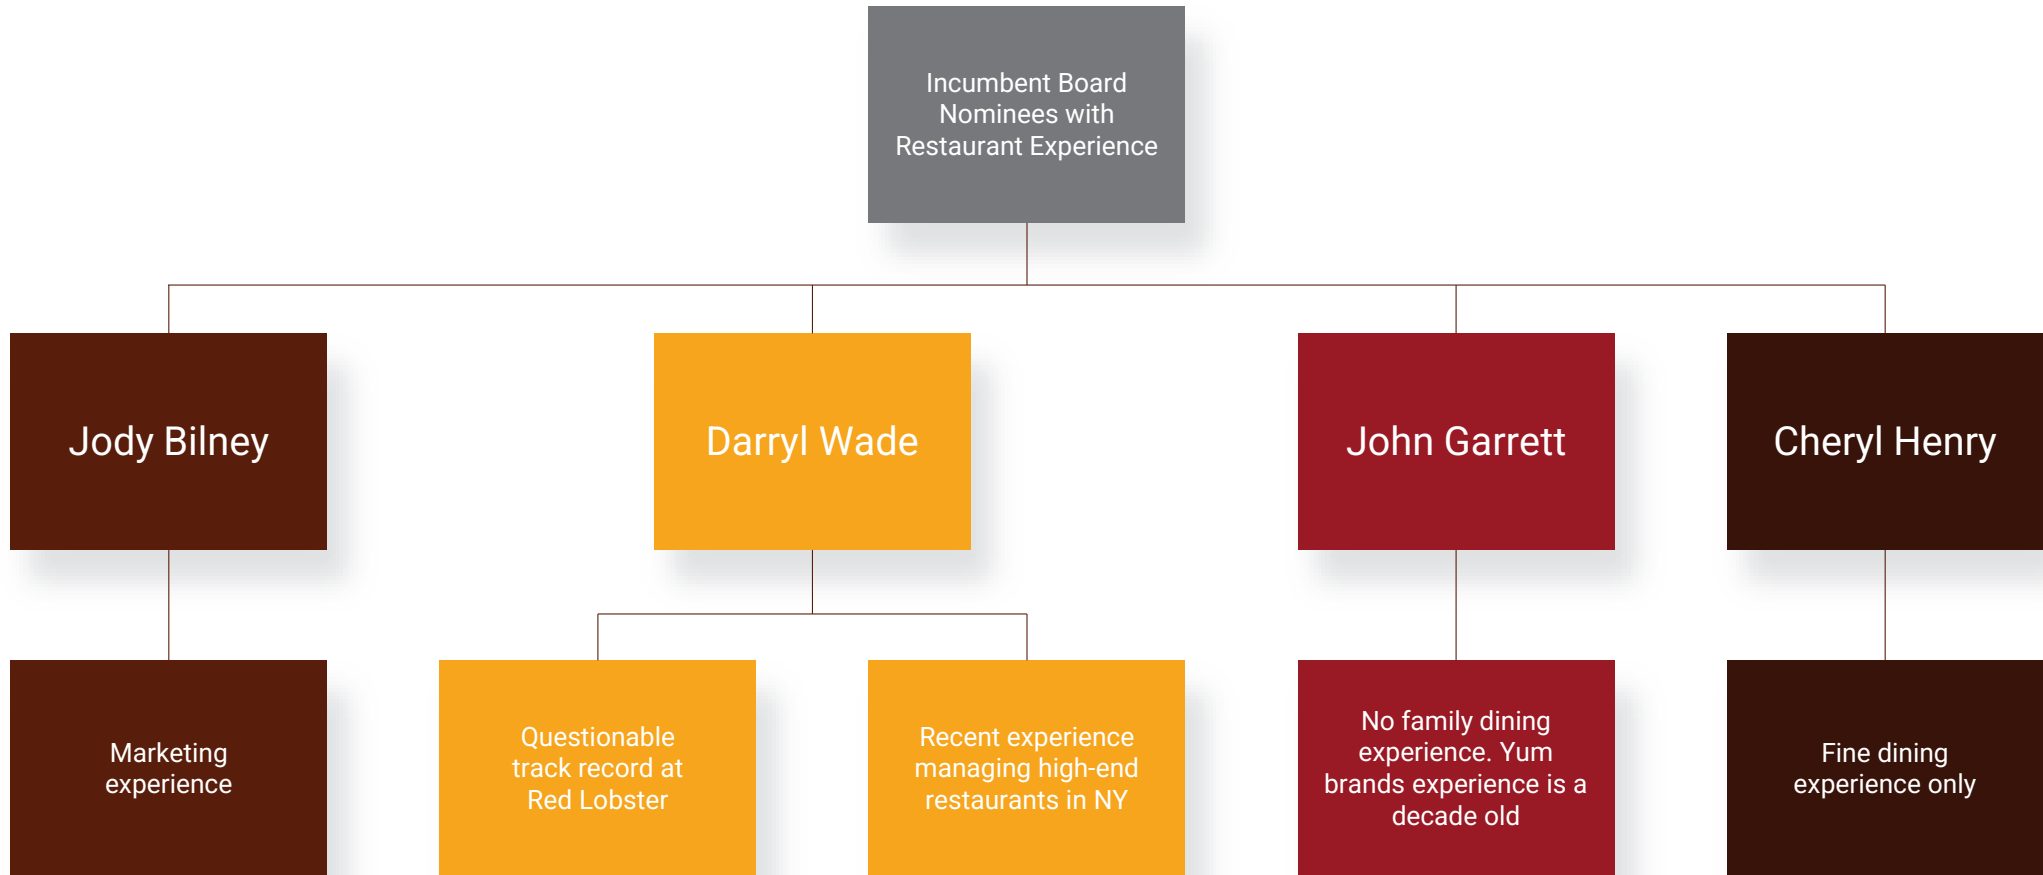 Incumbent Board
Nominees with
Restaurant Experience
Jody Bilney
Darryl Wade
John Garrett
Cheryl Henry
Marketing
experience
Questionable
track record at
Red Lobster
Recent experience
managing high-end
restaurants in NY
No family dining
experience. Yum
brands experience is a
decade old
Fine dining
experience only